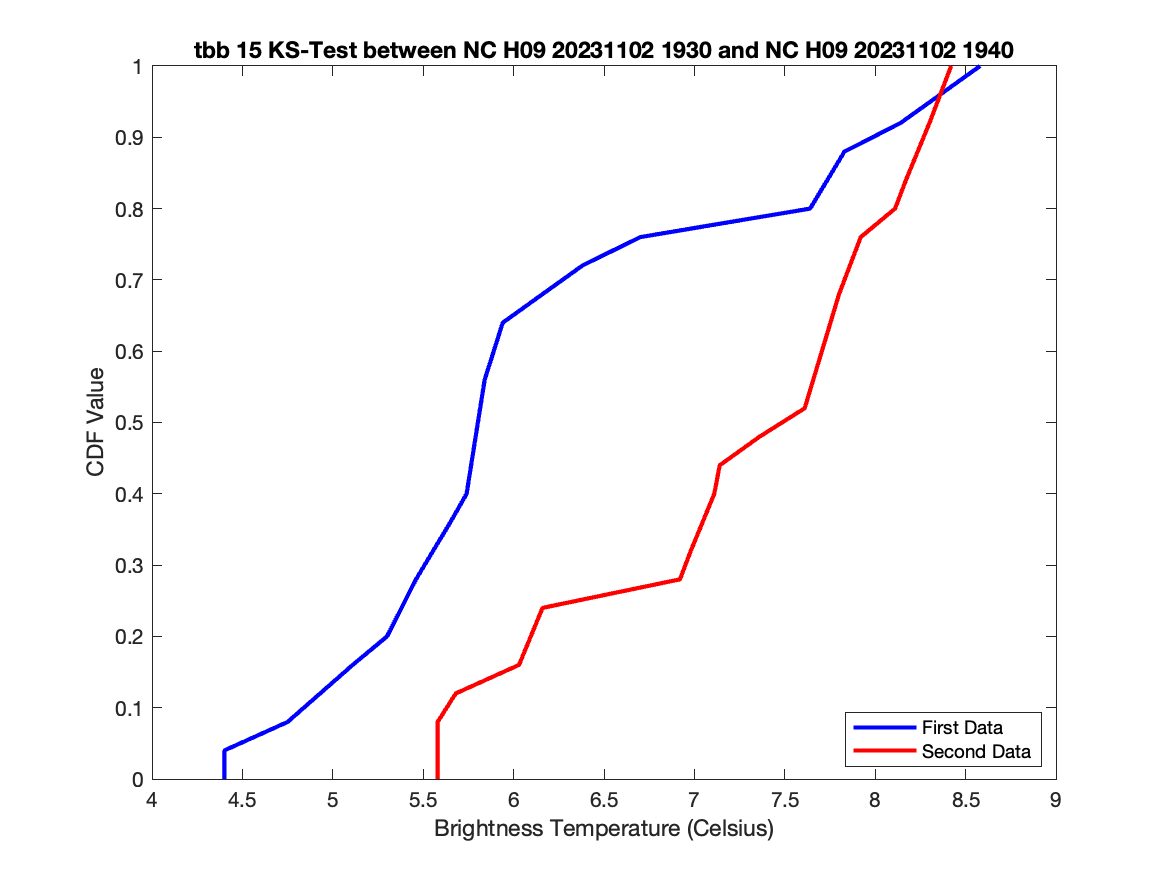 tbb 15 KS-Test between NC H09 20231102 1930 and NC H09 20231102 1940
1
0.9
0.8
0.7
0.6
0.5
0.4
0.3
0.2
0.1
0
CDF Value
First Data
Second Data
4 4.5 5 5.5 6 6.5 7 7.5 8 8.5 9
Brightness Temperature (Celsius)